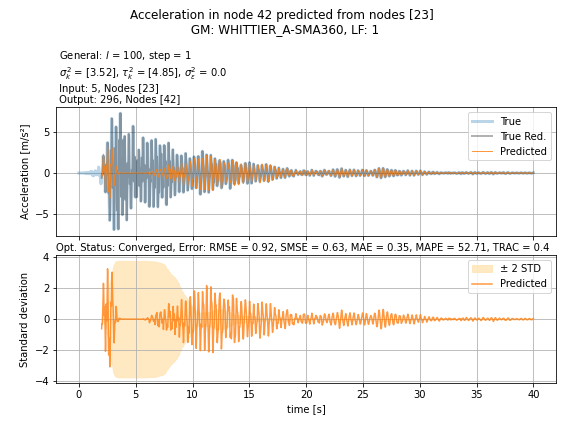 Acceleration in node 42 predicted from nodes [23]
GM: WHITTIER_A-SMA360, LF: 1
General: l = 100, step = 1
σ²ₖ = [3.52], τ²ₖ = [4.85], σ²ₑ = 0.0
Input: 5, Nodes [23]
Output: 296, Nodes [42]
Acceleration [m/s²]
5
0
−5
True
True Red.
Predicted
Opt. Status: Converged, Error: RMSE = 0.92, SMSE = 0.63, MAE = 0.35, MAPE = 52.71, TRAC = 0.4
Standard deviation
4
2
0
−2
−4
± 2 STD
Predicted
0 5 10 15 20 25 30 35 40
time [s]